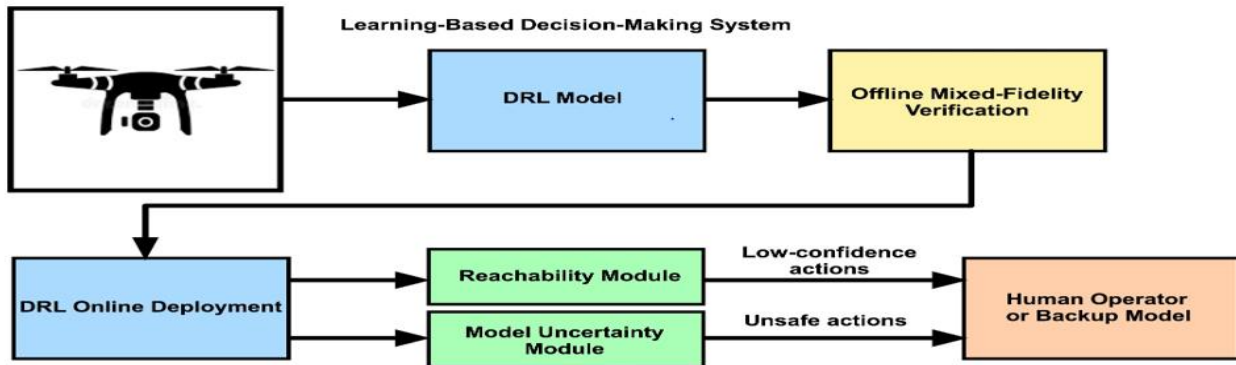 Learning-Based Decision-Making System
DRL Model
Offline Mixed-Fidelity
Verification
DRL Online Deployment
Reachability Module
Low-confidence
actions
Model Uncertainty
Module
Unsafe actions
Human Operator
or Backup Model